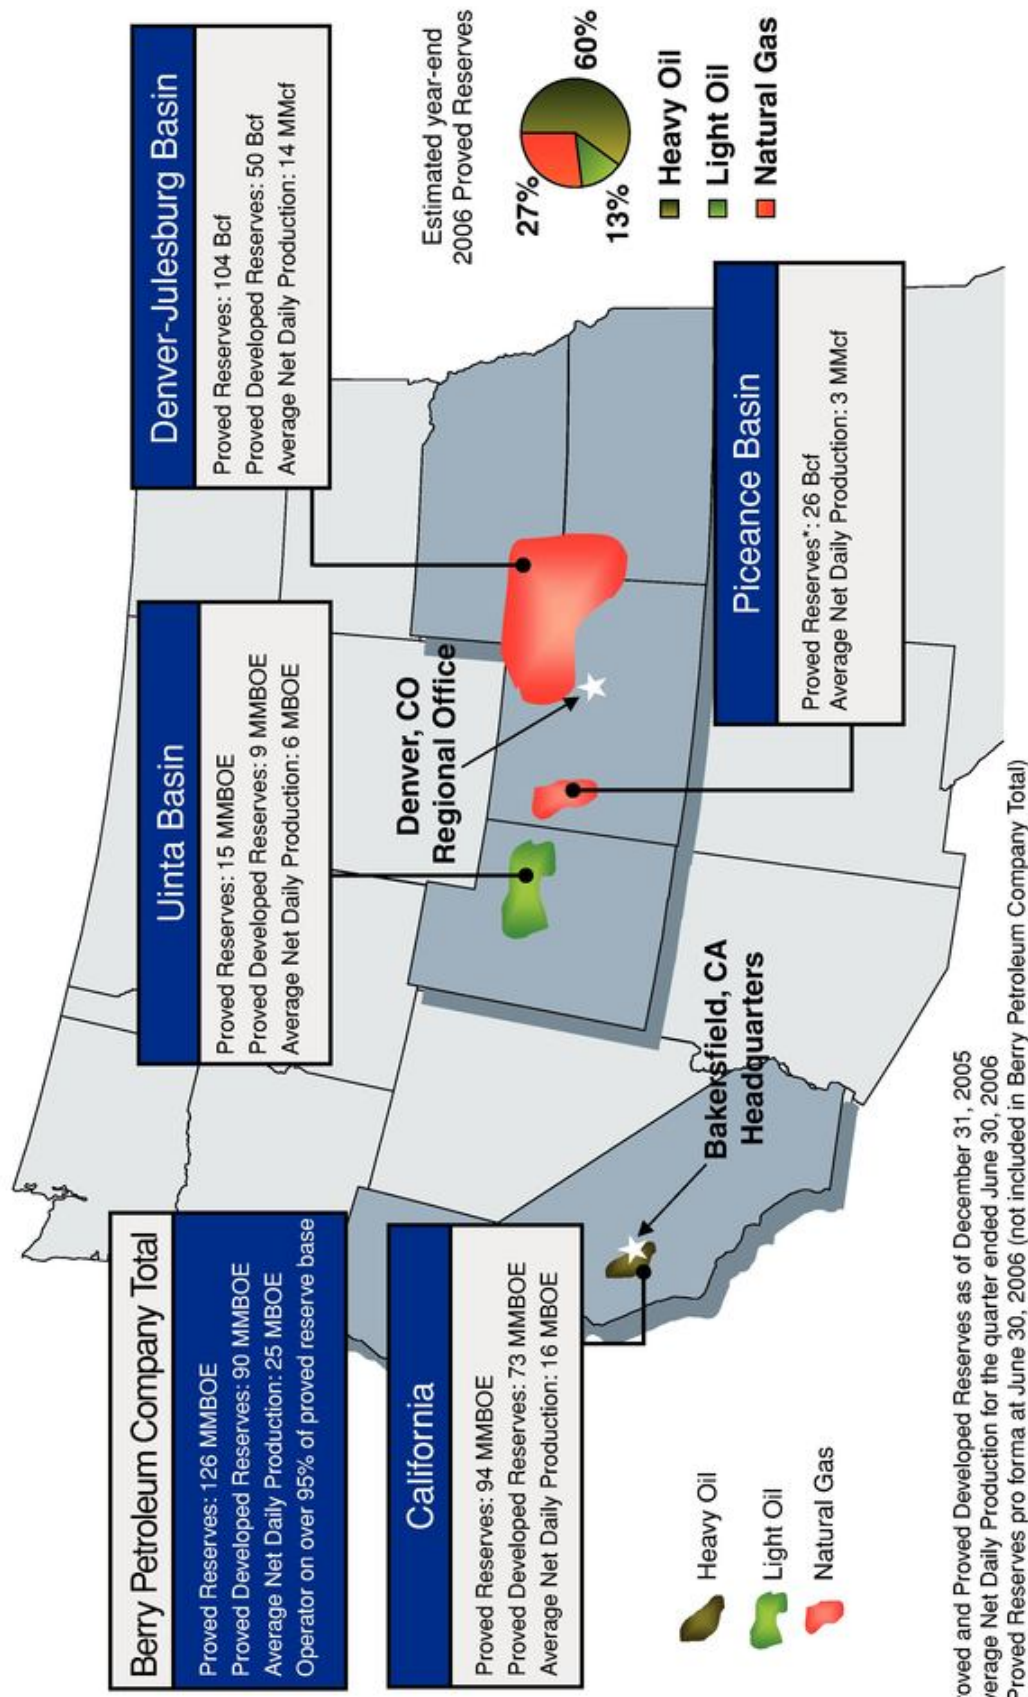 Berry Petroleum Company Total
Proved Reserves: 126 MMBOE
Proved Developed Reserves: 90 MMBOE
Average Net Daily Production: 25 MBOE
Operator on over 95% of proved reserve base
Uinta Basin
Proved Reserves: 15 MMBOE
Proved Developed Reserves: 9 MMBOE
Average Net Daily Production: 6 MBOE
Denver-Julesburg Basin
Proved Reserves: 104 Bcf
Proved Developed Reserves: 50 Bcf
Average Net Daily Production: 14 MMcf
California
Proved Reserves: 94 MMBOE
Proved Developed Reserves: 73 MMBOE
Average Net Daily Production: 16 MBOE
Denver, CO
Regional Office
Estimated year-end
2006 Proved Reserves
27%
13%
60%
Heavy Oil
Light Oil
Natural Gas
Bakersfield, CA
Headquarters
Piceance Basin
Proved Reserves*: 26 Bcf
Average Net Daily Production: 3 MMcf
Heavy Oil
Light Oil
Natural Gas
and Proved Developed Reserves as of December 31, 2005
Net Daily Production for the quarter ended June 30, 2006
Proved Reserves pro forma at June 30, 2006 (not included in Berry Petroleum Company Total)